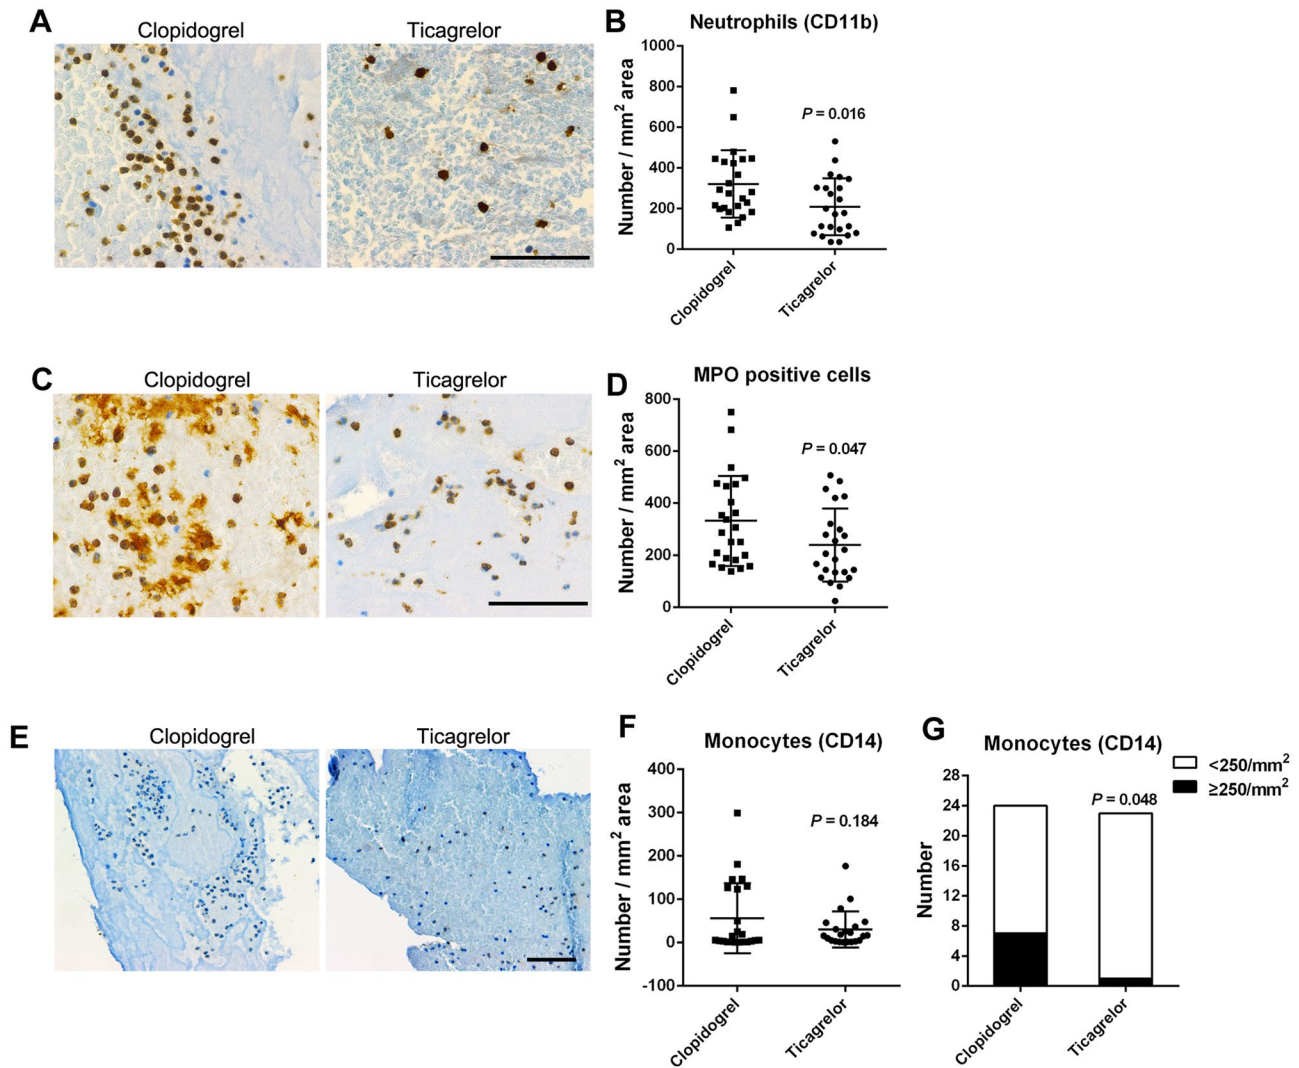 A
Clopidogrel
Ticagrelor
B
Neutrophils (CD11b)
Number / mm² area
1000
800
600
400
200
0
P = 0.016
Clopidogrel
Ticagrelor
C
Clopidogrel
Ticagrelor
D
MPO positive cells
Number / mm² area
800
600
400
200
0
P = 0.047
Clopidogrel
Ticagrelor
E
Clopidogrel
Ticagrelor
F
Monocytes (CD14)
Number / mm² area
400
300
200
100
0
-100
P = 0.184
Clopidogrel
Ticagrelor
G
Monocytes (CD14)
<250/mm²
≥250/mm²
Number
28
24
20
16
12
8
4
0
P = 0.048
Clopidogrel
Ticagrelor